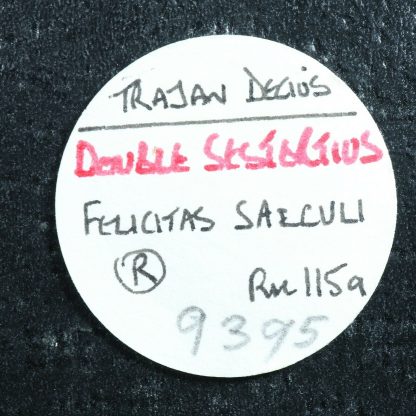 TRAJAN DECIUS
DOUBLE SESTERTIUS
FELICITAS SAECULI
R RIC 115a
9395